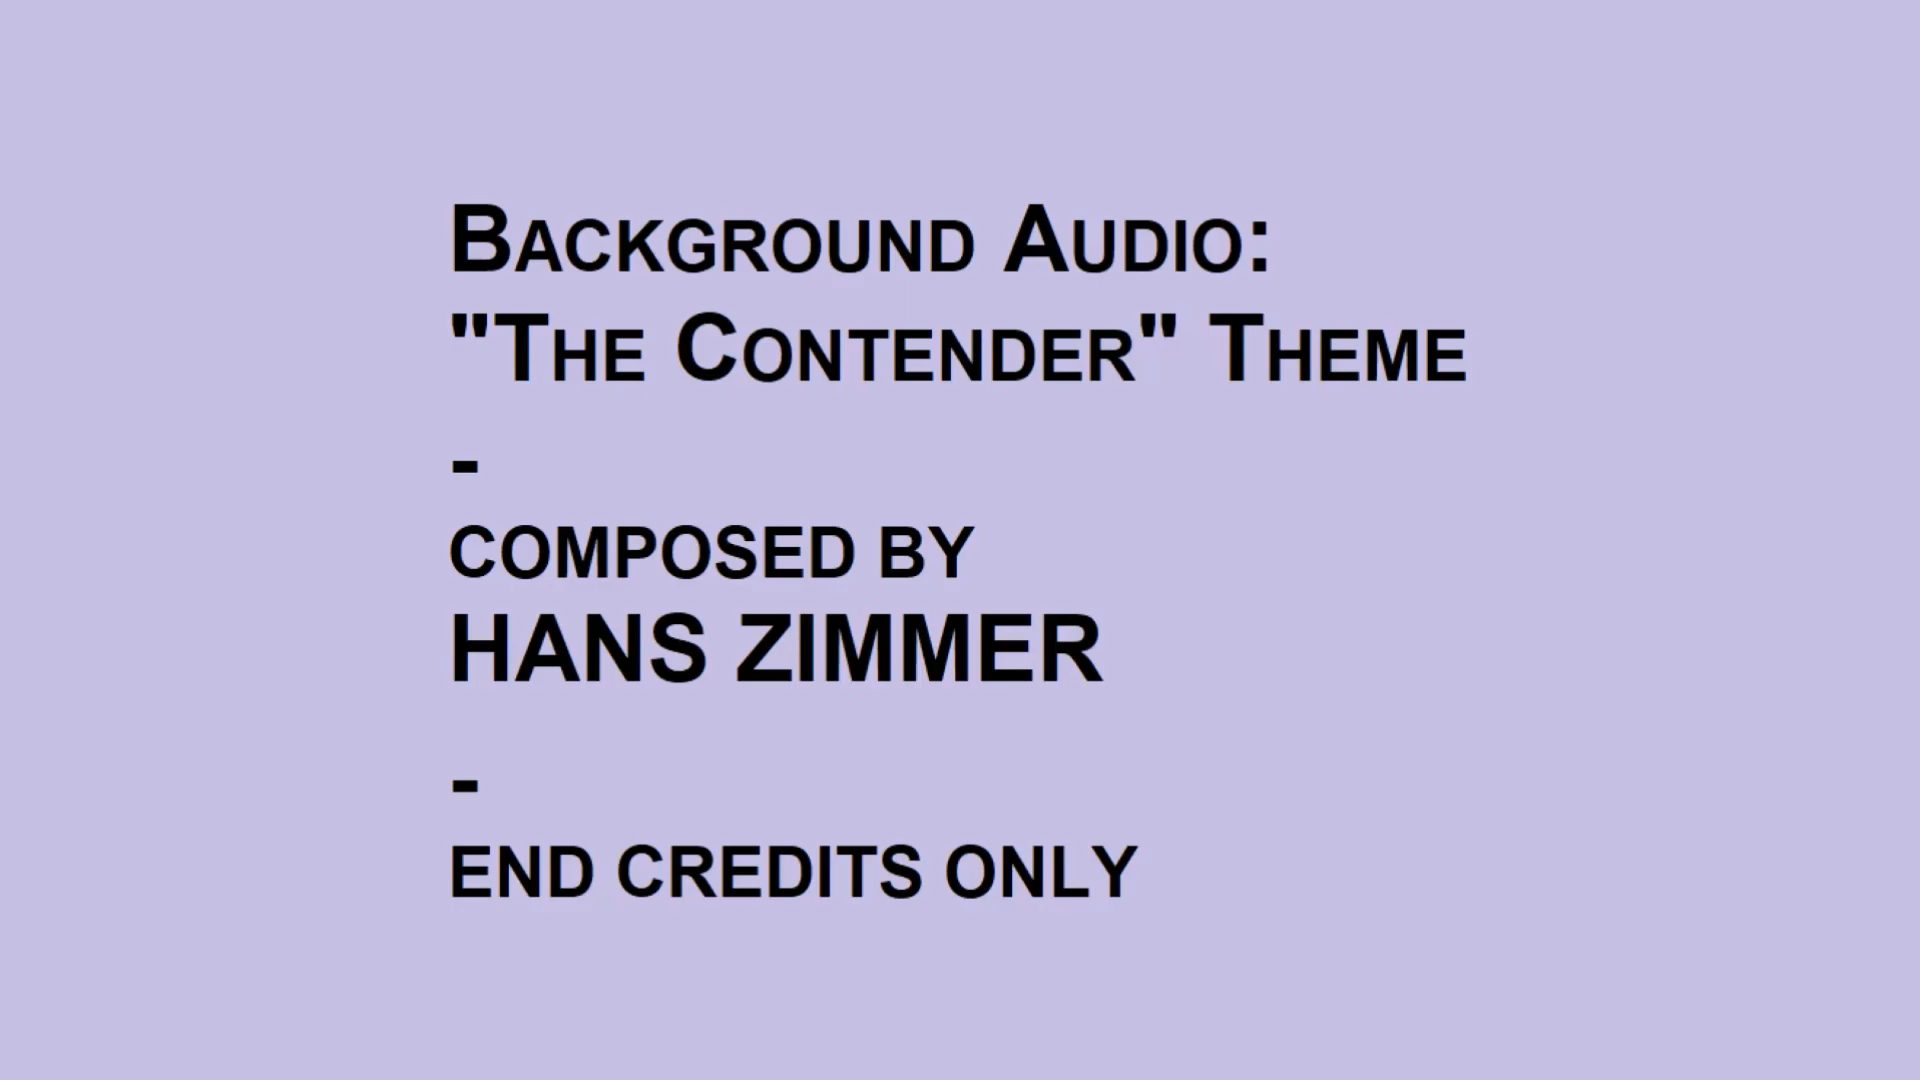 BACKGROUND AUDIO:
"THE CONTENDER" THEME
-
COMPOSED BY
HANS ZIMMER
-
END CREDITS ONLY